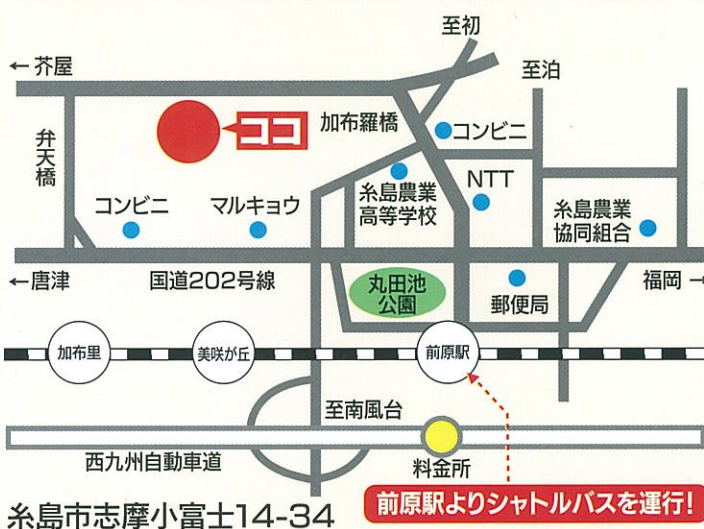 至初
←芥屋
至泊
ココ
加布羅橋
コンビニ
弁天橋
コンビニ
マルキョウ
糸島農業
高等学校
NTT
糸島農業
協同組合
←唐津
国道202号線
丸田池
公園
郵便局
福岡→
加布里
美咲が丘
前原駅
至南風台
西九州自動車道
料金所
糸島市志摩小富士14-34
前原駅よりシャトルバスを運行!